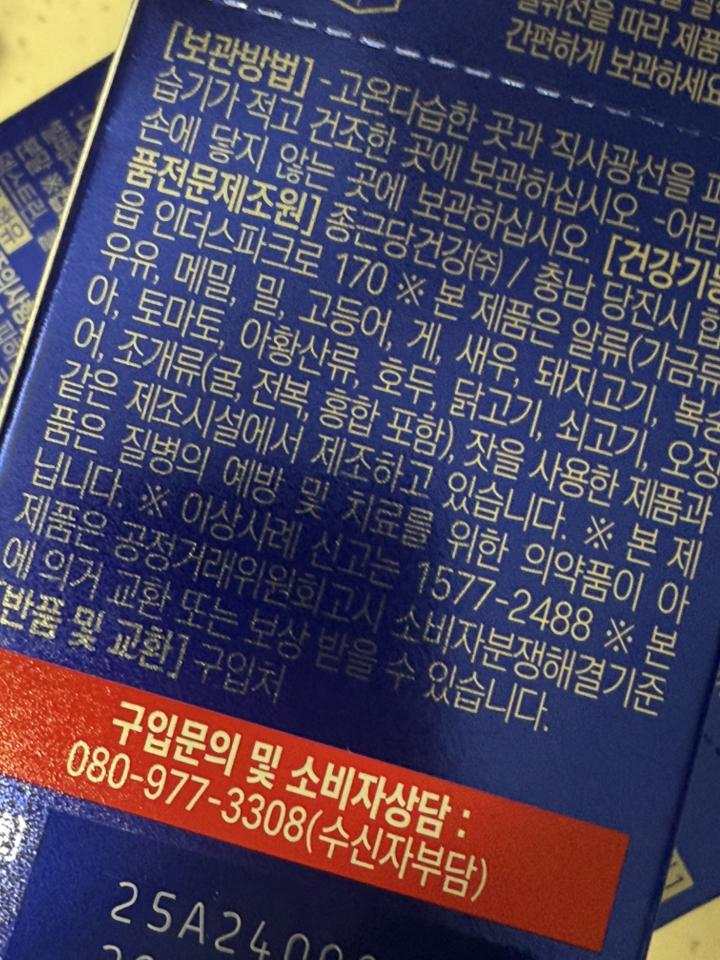 따라 제품
간편하게 보관하세요
[보관방법] -고온다습한 곳과 직사광선을
습기가 적고 건조한 곳에 보관하십시오. -어린
손에 닿지 않는 곳에 보관하십시오. [건강기능
품전문제조원] 종근당건강㈜ / 충남 당진시 합
읍 인더스파크로 170 ※ 본 제품은 알류(가금류
우유, 메밀, 밀, 고등어, 게, 새우, 돼지고기, 복숭
아, 토마토, 아황산류, 호두, 닭고기, 쇠고기, 오징
어, 조개류(굴, 전복, 홍합 포함), 잣을 사용한 제품과
같은 제조시설에서 제조하고 있습니다. ※ 본 제
품은 질병의 예방 및 치료를 위한 의약품이 아
닙니다. ※ 이상사례 신고는 1577-2488 ※ 본
제품은 공정거래위원회고시 소비자분쟁해결기준
에 의거 교환 또는 보상 받을 수 있습니다.
반품 및 교환] 구입처
구입문의 및 소비자상담 :
080-977-3308(수신자부담)